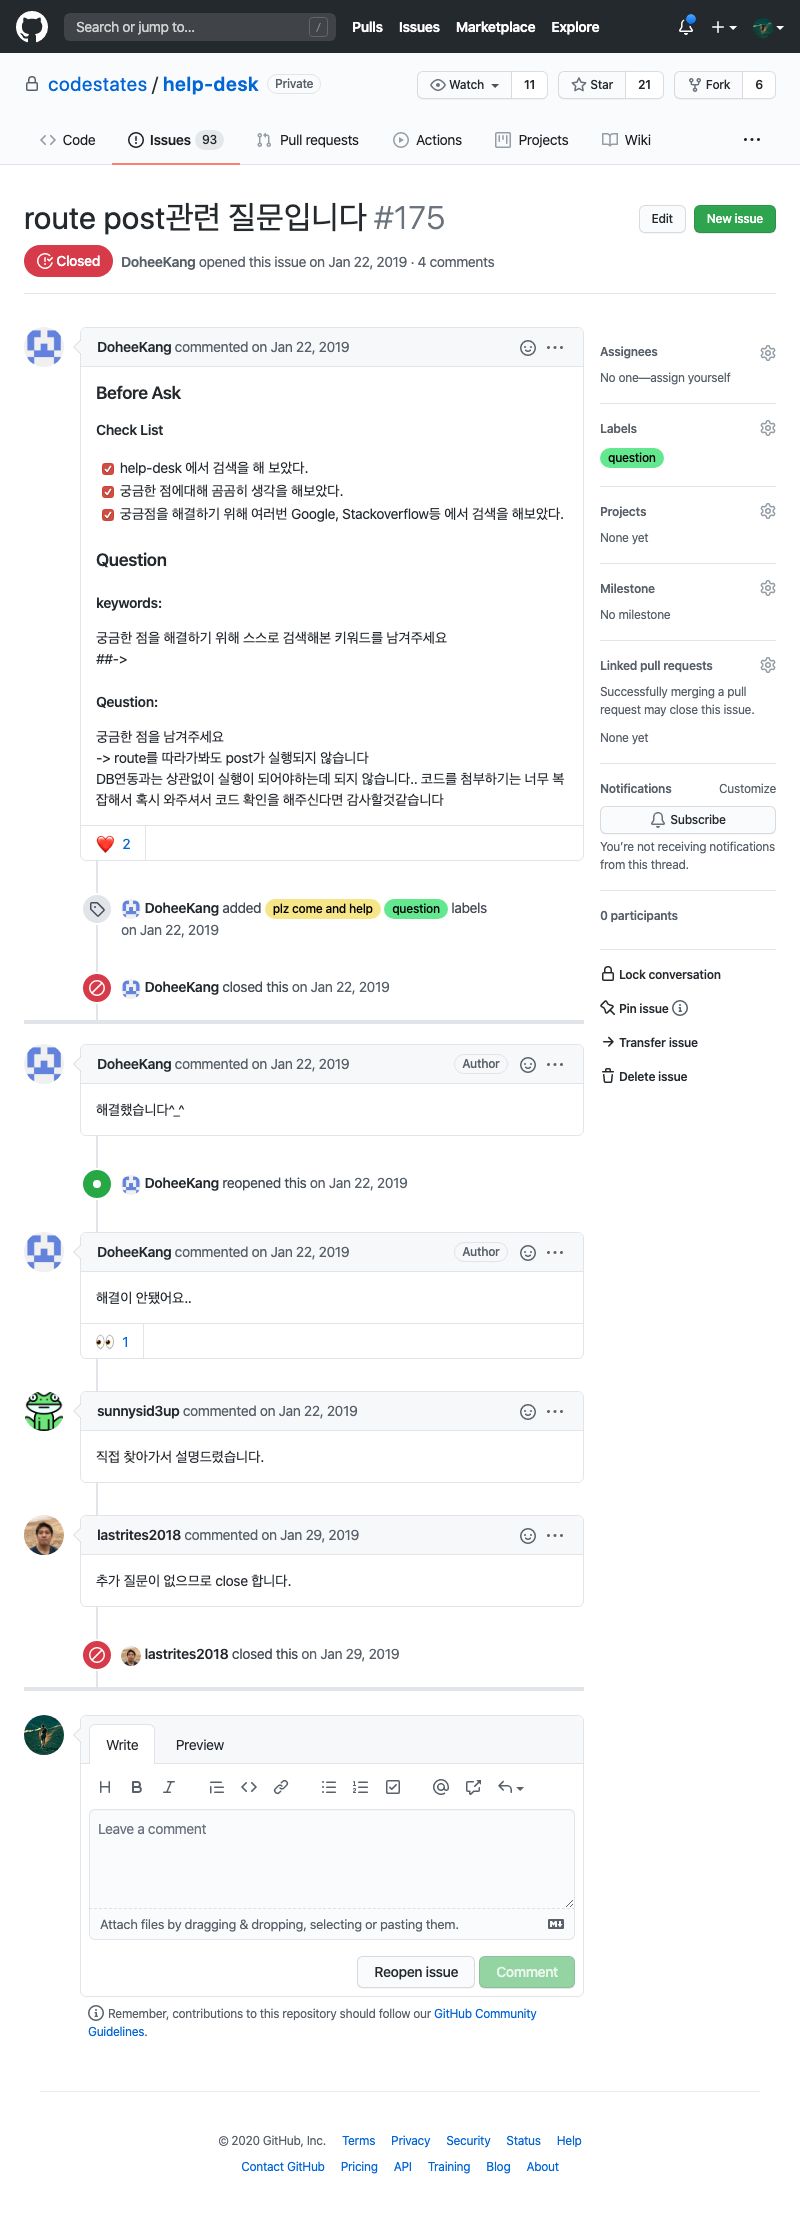 Search or jump to...
/
Pulls
Issues
Marketplace
Explore
codestates / help-desk
Private
Watch
11
Star
21
Fork
6
Code
Issues 93
Pull requests
Actions
Projects
Wiki
route post관련 질문입니다 #175
Edit
New issue
Closed
DoheeKang opened this issue on Jan 22, 2019 · 4 comments
DoheeKang commented on Jan 22, 2019
Before Ask
Check List
help-desk 에서 검색을 해 보았다.
궁금한 점에대해 곰곰히 생각을 해보았다.
궁금점을 해결하기 위해 여러번 Google, Stackoverflow등 에서 검색을 해보았다.
Question
keywords:
궁금한 점을 해결하기 위해 스스로 검색해본 키워드를 남겨주세요
##->
Qeustion:
궁금한 점을 남겨주세요
-> route를 따라가봐도 post가 실행되지 않습니다
DB연동과는 상관없이 실행이 되어야하는데 되지 않습니다.. 코드를 첨부하기는 너무 복
잡해서 혹시 와주셔서 코드 확인을 해주신다면 감사할것같습니다
❤️ 2
DoheeKang added plz come and help question labels
on Jan 22, 2019
DoheeKang closed this on Jan 22, 2019
DoheeKang commented on Jan 22, 2019
Author
해결했습니다^_^
DoheeKang reopened this on Jan 22, 2019
DoheeKang commented on Jan 22, 2019
Author
해결이 안됐어요..
👀 1
sunnysid3up commented on Jan 22, 2019
직접 찾아가서 설명드렸습니다.
lastrites2018 commented on Jan 29, 2019
추가 질문이 없으므로 close 합니다.
lastrites2018 closed this on Jan 29, 2019
Write
Preview
Leave a comment
Attach files by dragging & dropping, selecting or pasting them.
Reopen issue
Comment
Remember, contributions to this repository should follow our GitHub Community
Guidelines.
Assignees
No one—assign yourself
Labels
question
Projects
None yet
Milestone
No milestone
Linked pull requests
Successfully merging a pull
request may close this issue.
None yet
Notifications
Customize
Subscribe
You're not receiving notifications
from this thread.
0 participants
Lock conversation
Pin issue
Transfer issue
Delete issue
© 2020 GitHub, Inc.
Terms
Privacy
Security
Status
Help
Contact GitHub
Pricing
API
Training
Blog
About